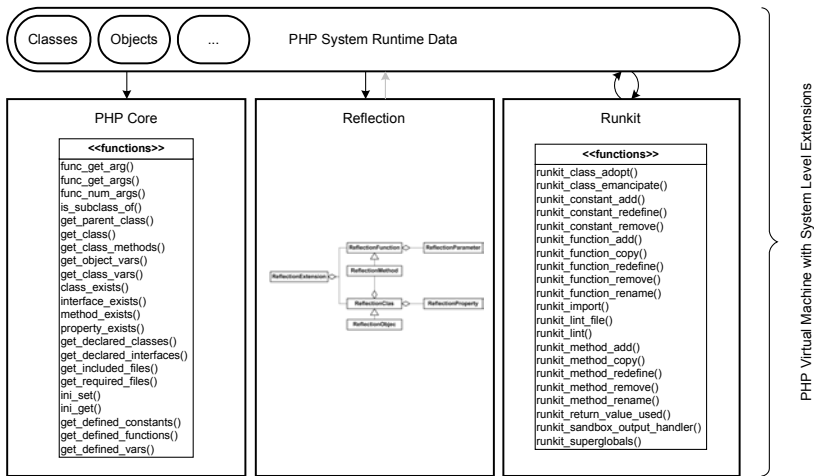 Classes
Objects
...
PHP System Runtime Data
PHP Core
<<functions>>
func_get_arg()
func_get_args()
func_num_args()
is_subclass_of()
get_parent_class()
get_class()
get_class_methods()
get_object_vars()
get_class_vars()
class_exists()
interface_exists()
method_exists()
property_exists()
get_declared_classes()
get_declared_interfaces()
get_included_files()
get_required_files()
ini_set()
ini_get()
get_defined_constants()
get_defined_functions()
get_defined_vars()
Reflection
ReflectionFunction
ReflectionParameter
ReflectionMethod
ReflectionExtension
ReflectionClas
ReflectionProperty
ReflectionObjec
Runkit
<<functions>>
runkit_class_adopt()
runkit_class_emancipate()
runkit_constant_add()
runkit_constant_redefine()
runkit_constant_remove()
runkit_function_add()
runkit_function_copy()
runkit_function_redefine()
runkit_function_remove()
runkit_function_rename()
runkit_import()
runkit_lint_file()
runkit_lint()
runkit_method_add()
runkit_method_copy()
runkit_method_redefine()
runkit_method_remove()
runkit_method_rename()
runkit_return_value_used()
runkit_sandbox_output_handler()
runkit_superglobals()
PHP Virtual Machine with System Level Extensions